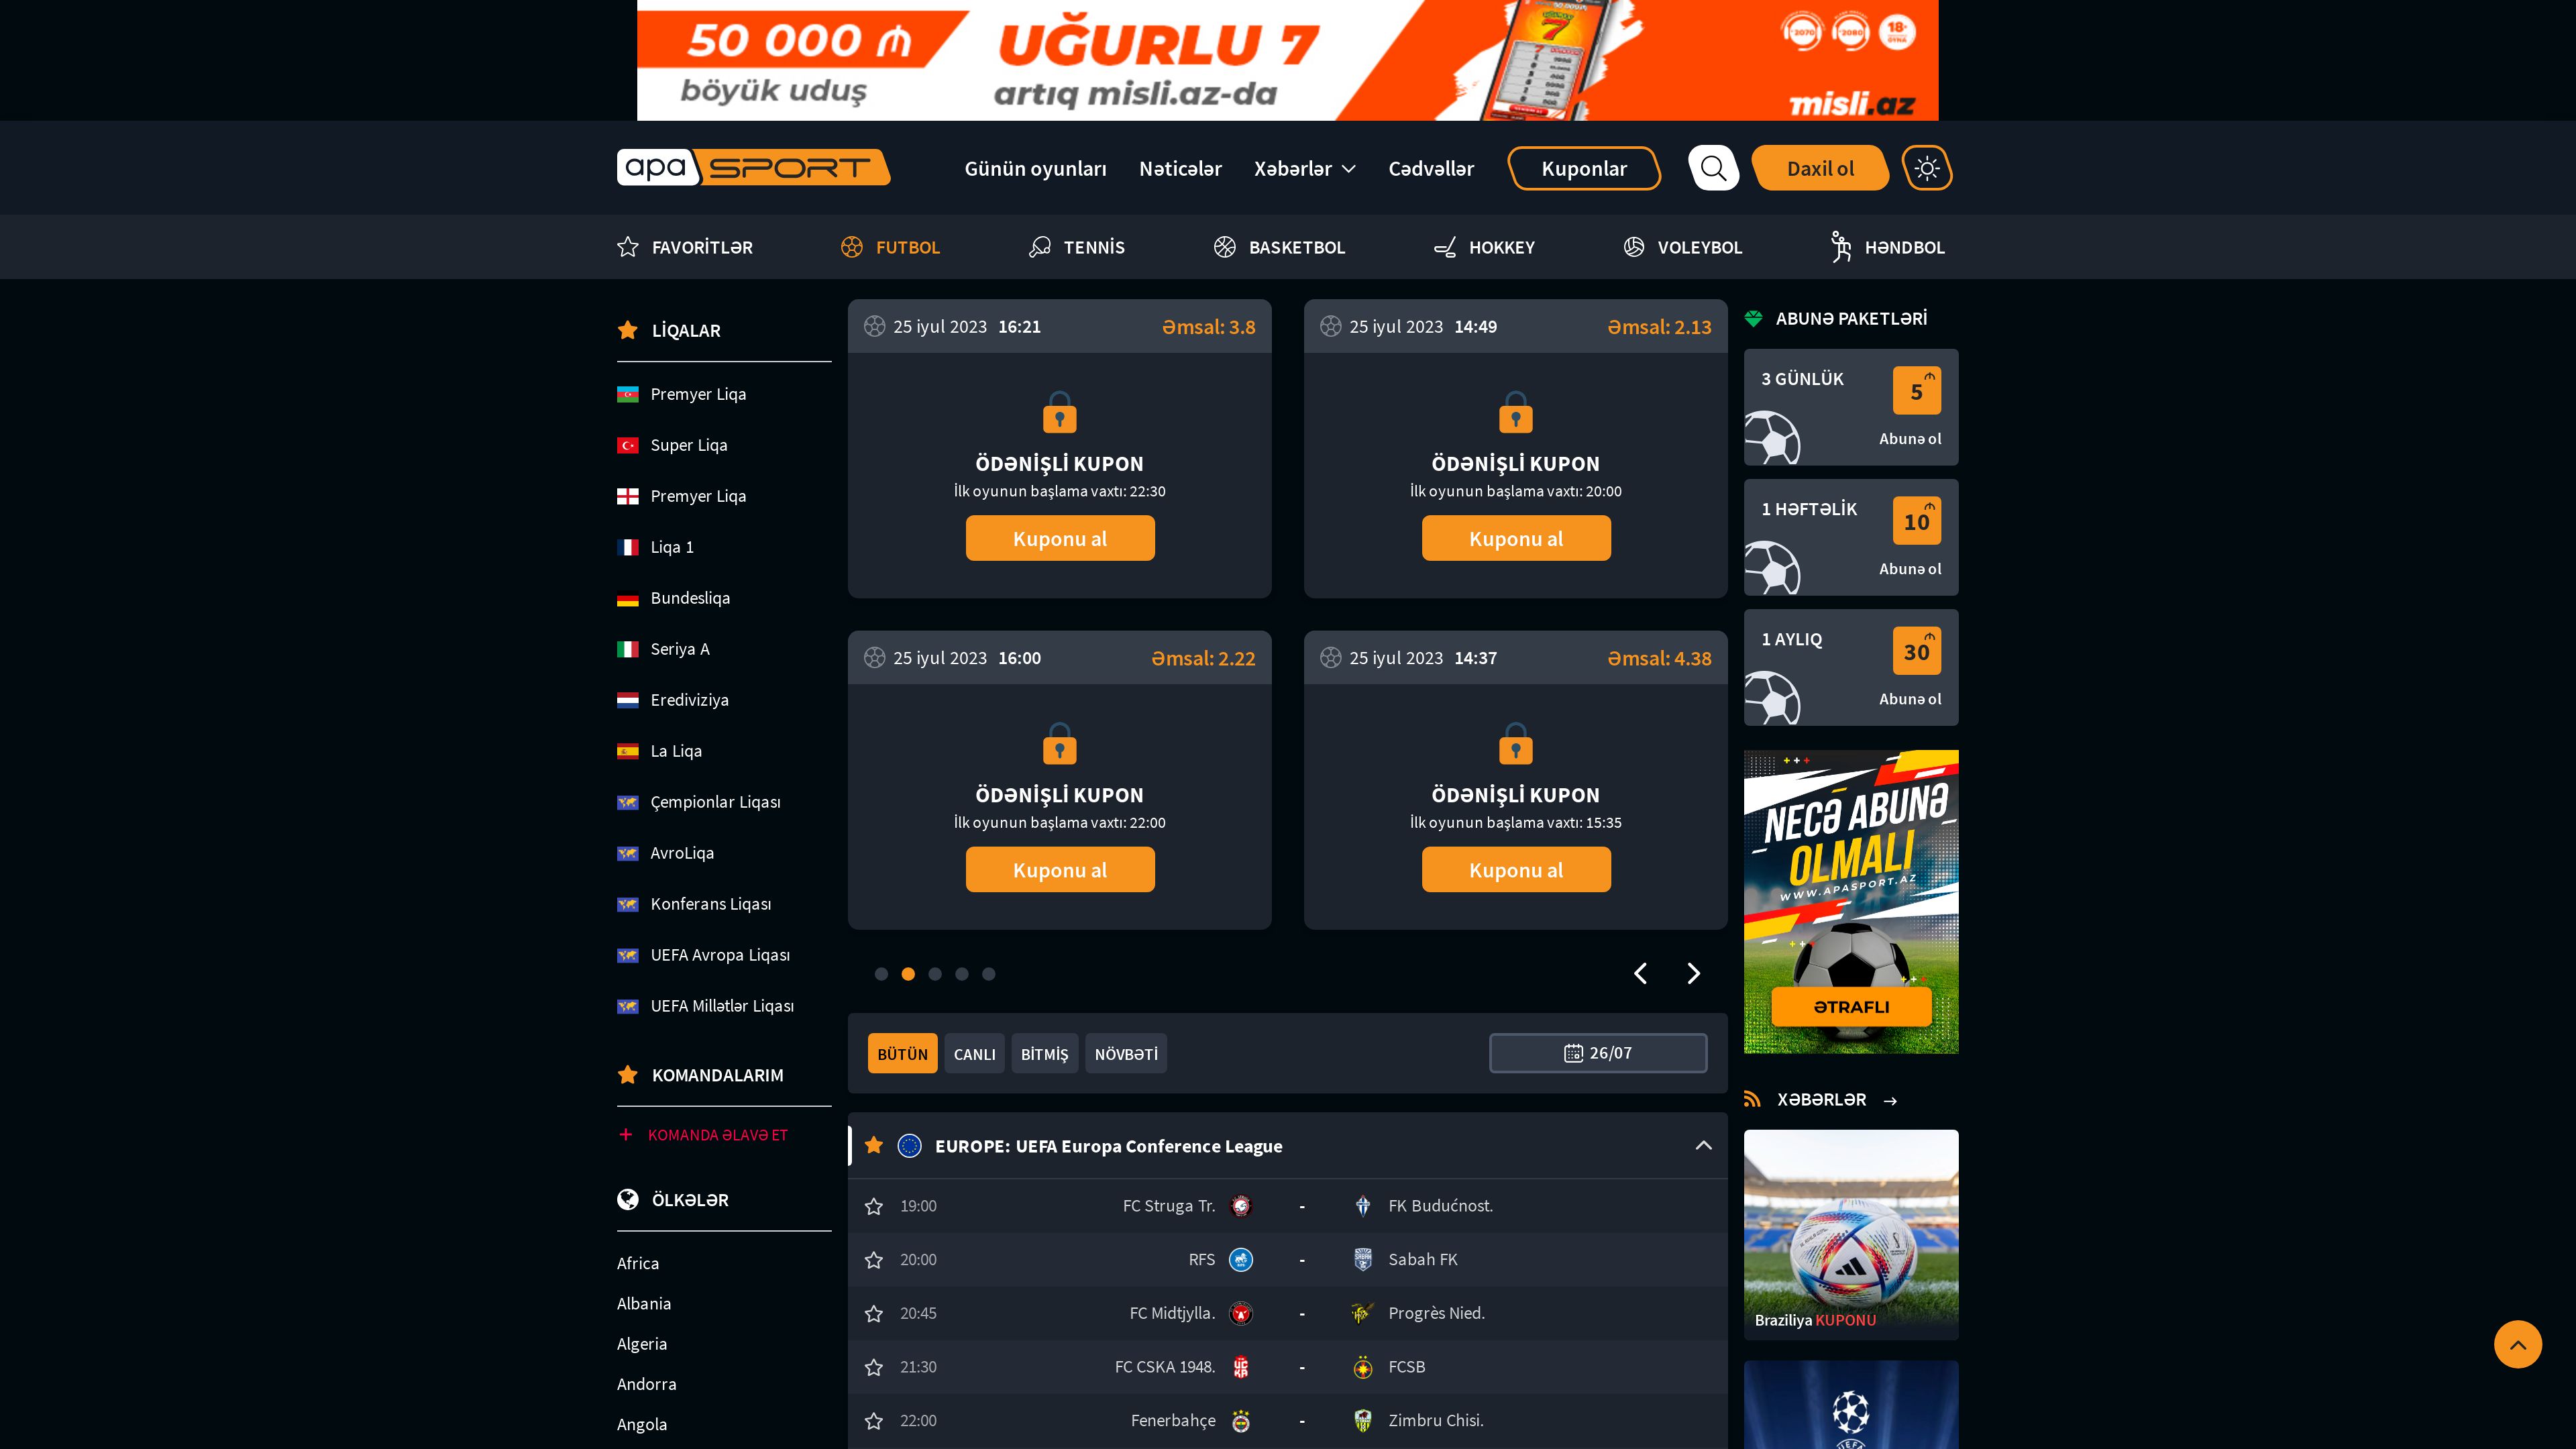 50 000 ₼
böyük uduş
UĞURLU 7
artıq misli.az-da
2070
2080
18+
misli.az
apa SPORT
Günün oyunları
Nəticələr
Xəbərlər
Cədvəllər
Kuponlar
Daxil ol
FAVORİTLƏR
FUTBOL
TENNİS
BASKETBOL
HOKKEY
VOLEYBOL
HƏNDBOL
LİQALAR
Premyer Liqa
Super Liqa
Premyer Liqa
Liqa 1
Bundesliqa
Seriya A
Erediviziya
La Liqa
Çempionlar Liqası
AvroLiqa
Konferans Liqası
UEFA Avropa Liqası
UEFA Millətlər Liqası
KOMANDALARIM
+ KOMANDA ƏLAVƏ ET
ÖLKƏLƏR
Africa
Albania
Algeria
Andorra
Angola
25 iyul 2023 16:21 Əmsal: 3.8
ÖDƏNİŞLİ KUPON
İlk oyunun başlama vaxtı: 22:30
Kuponu al
25 iyul 2023 14:49 Əmsal: 2.13
ÖDƏNİŞLİ KUPON
İlk oyunun başlama vaxtı: 20:00
Kuponu al
25 iyul 2023 16:00 Əmsal: 2.22
ÖDƏNİŞLİ KUPON
İlk oyunun başlama vaxtı: 22:00
Kuponu al
25 iyul 2023 14:37 Əmsal: 4.38
ÖDƏNİŞLİ KUPON
İlk oyunun başlama vaxtı: 15:35
Kuponu al
BÜTÜN
CANLI
BİTMİŞ
NÖVBƏTİ
26/07
EUROPE: UEFA Europa Conference League
19:00 FC Struga Tr. - FK Budućnost.
20:00 RFS - Sabah FK
20:45 FC Midtjylla. - Progrès Nied.
21:30 FC CSKA 1948. - FCSB
22:00 Fenerbahçe - Zimbru Chisi.
ABUNƏ PAKETLƏRİ
3 GÜNLÜK
5 ₼
Abunə ol
1 HƏFTƏLİK
10 ₼
Abunə ol
1 AYLIQ
30 ₼
Abunə ol
NECƏ ABUNƏ
OLMALI
WWW.APASPORT.AZ
ƏTRAFLI
XƏBƏRLƏR →
Braziliya KUPONU